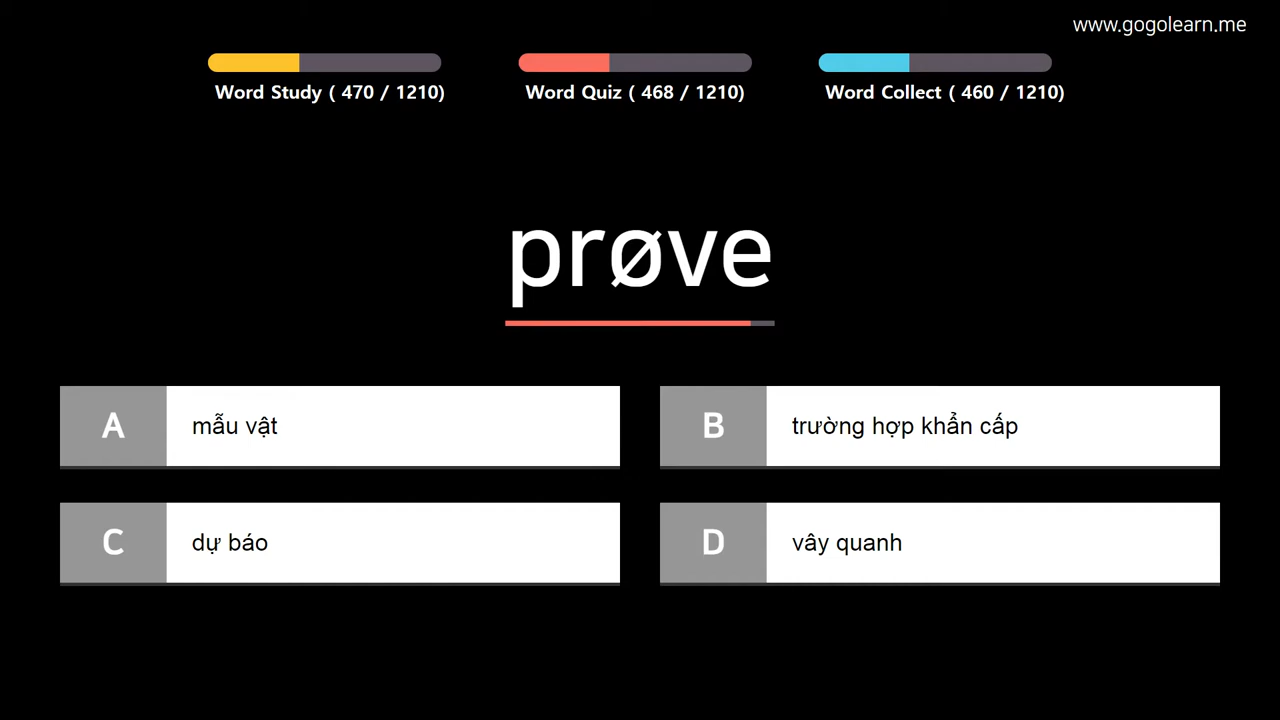 www.gogolearn.me
Word Study ( 470 / 1210)
Word Quiz ( 468 / 1210)
Word Collect ( 460 / 1210)
prøve
A mẫu vật
B trường hợp khẩn cấp
C dự báo
D vây quanh